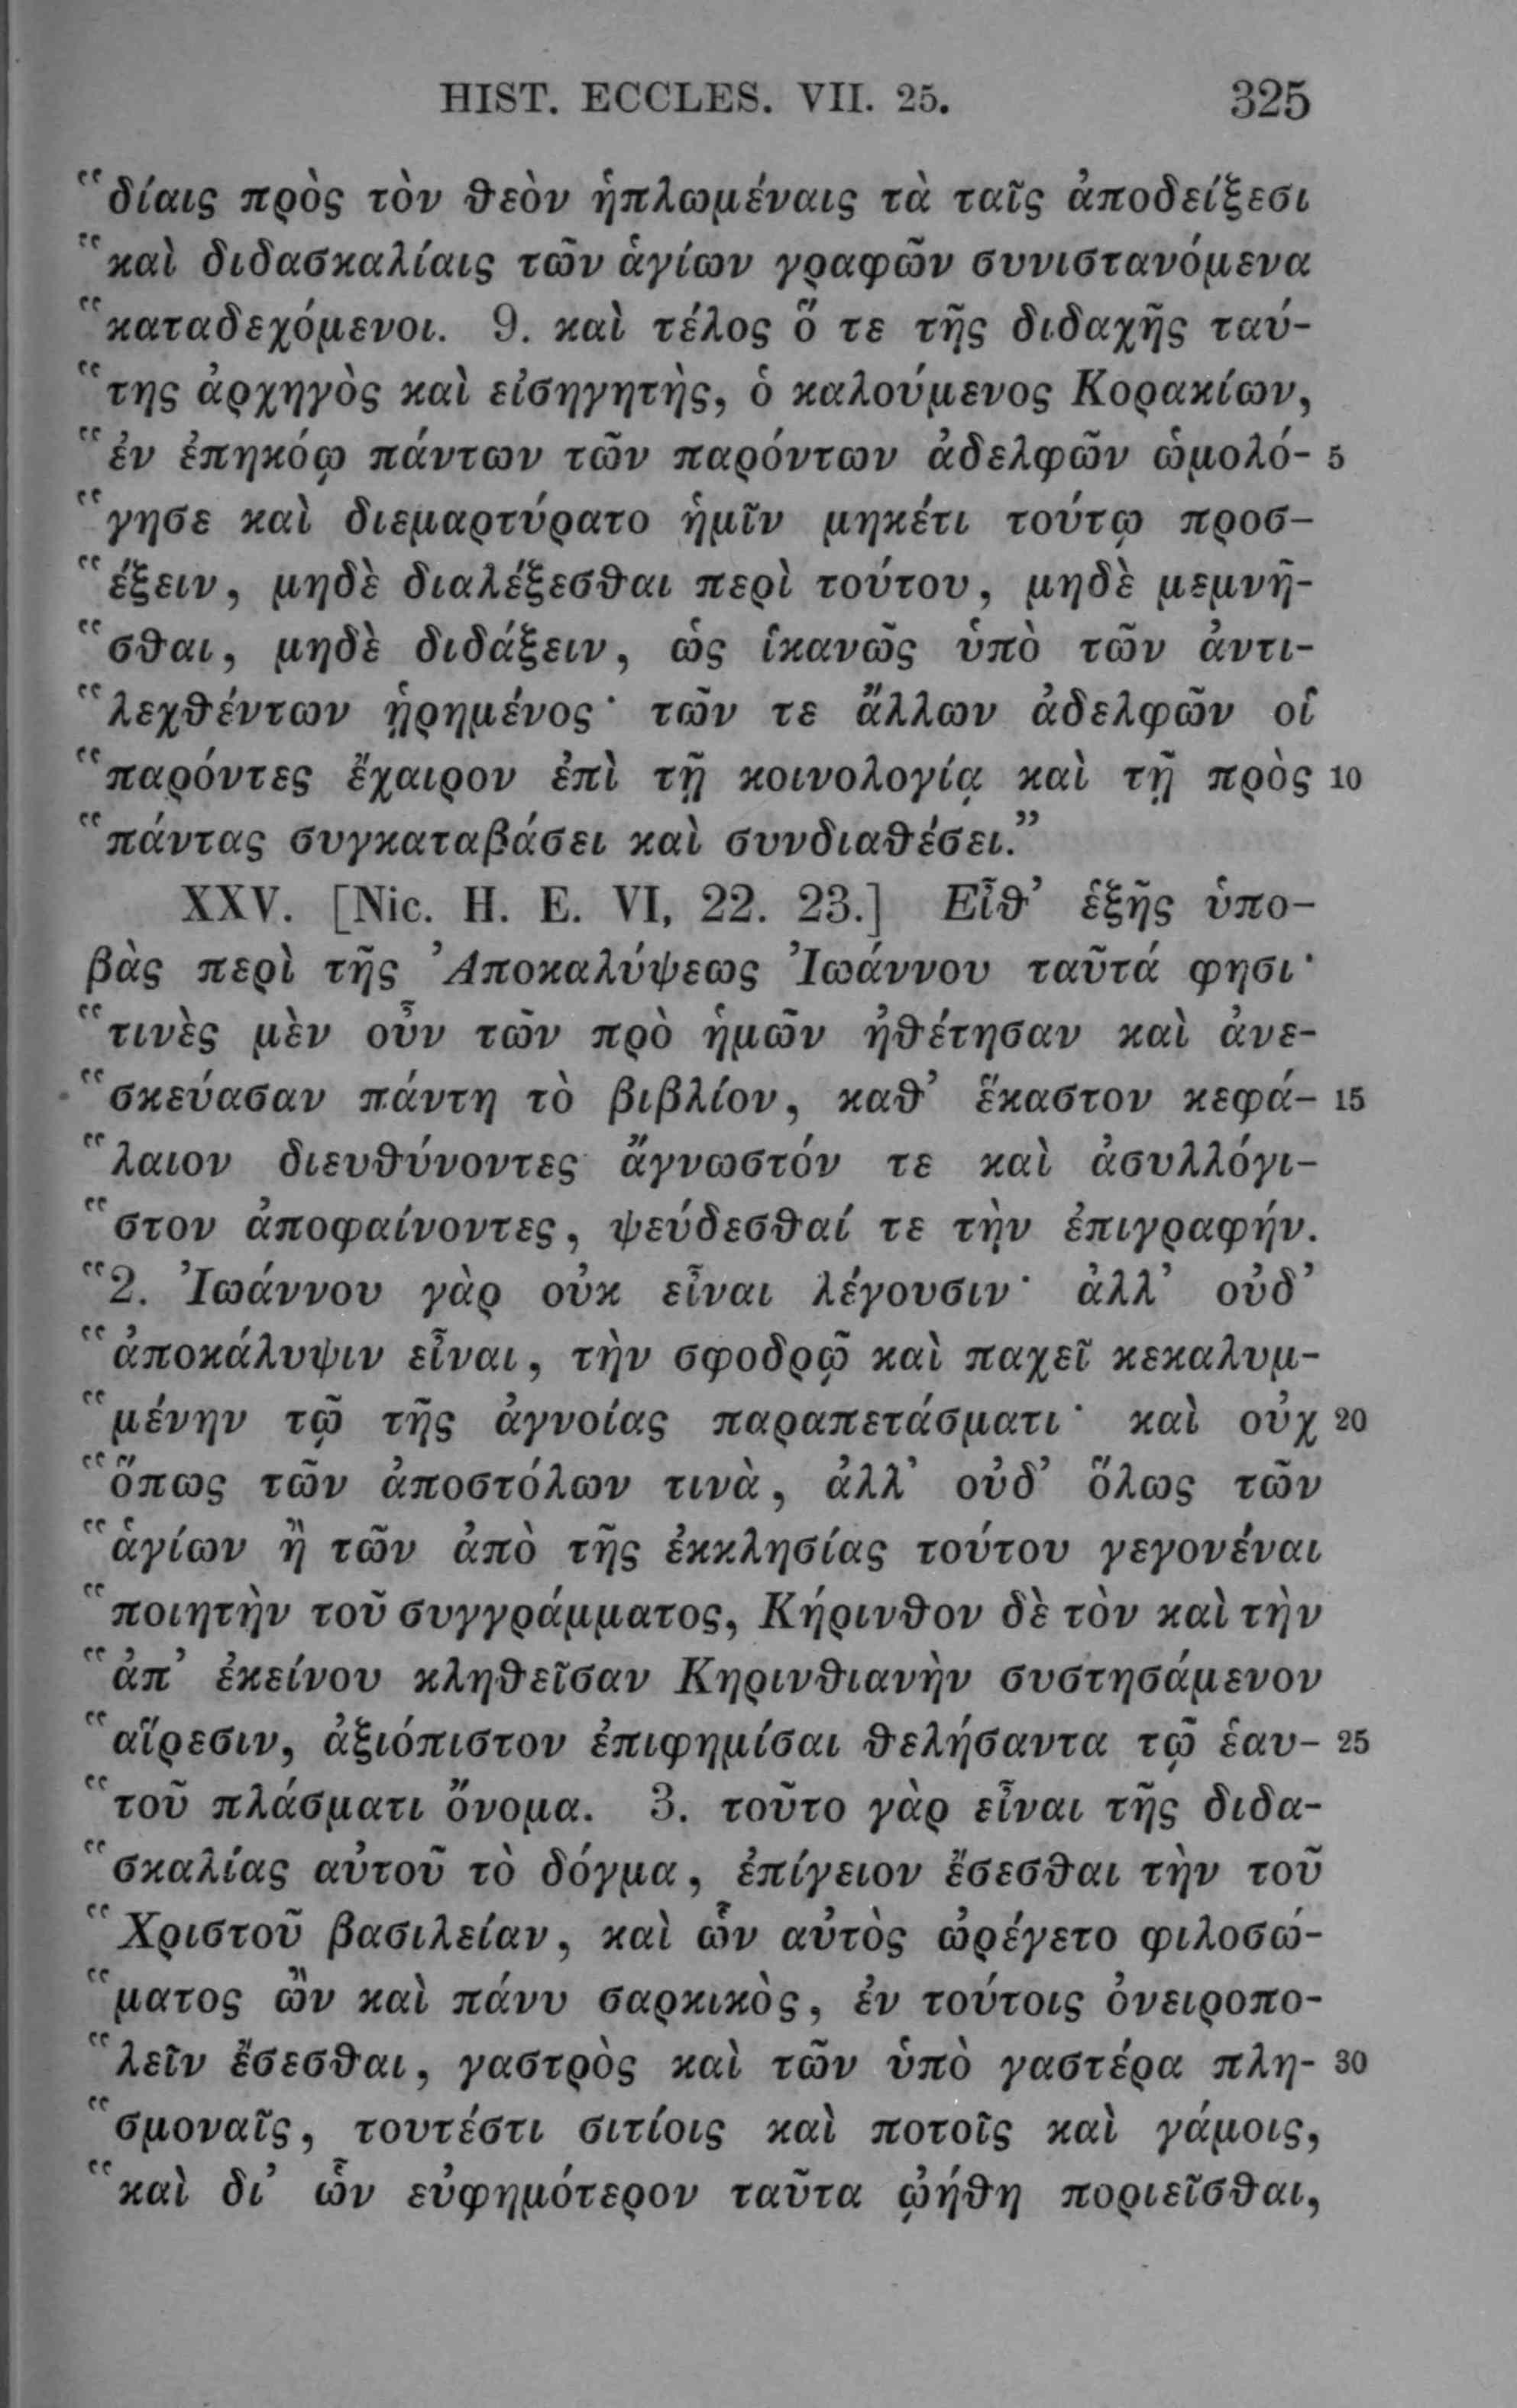 HIST. ECCLES. VII. 25. 325
“δίαις πρὸς τὸν θεὸν ἡπλωμέναις τὰ ταῖς ἀποδείξεσι
“καὶ διδασκαλίαις τῶν ἁγίων γραφῶν συνιστανόμενα
“καταδεχόμενοι. 9. καὶ τέλος ὅ τε τῆς διδαχῆς ταύ-
“της ἀρχηγὸς καὶ εἰσηγητὴς, ὁ καλούμενος Κορακίων,
“ἐν ἐπηκόῳ πάντων τῶν παρόντων ἀδελφῶν ὡμολό- 5
“γησε καὶ διεμαρτύρατο ἡμῖν μηκέτι τούτῳ προσ-
“έξειν, μηδὲ διαλέξεσθαι περὶ τούτου, μηδὲ μεμνῆ-
“σθαι, μηδὲ διδάξειν, ὡς ἱκανῶς ὑπὸ τῶν ἀντι-
“λεχθέντων ᾑρημένος· τῶν τε ἄλλων ἀδελφῶν οἱ
“παρόντες ἔχαιρον ἐπὶ τῇ κοινολογίᾳ καὶ τῇ πρὸς 10
“πάντας συγκαταβάσει καὶ συνδιαθέσει.”
XXV. [Nic. H. E. VI, 22. 23.] Εἶθ’ ἑξῆς ὑπο-
βὰς περὶ τῆς Ἀποκαλύψεως Ἰωάννου ταῦτά φησι·
“τινὲς μὲν οὖν τῶν πρὸ ἡμῶν ἠθέτησαν καὶ ἀνε-
“σκεύασαν πάντη τὸ βιβλίον, καθ’ ἕκαστον κεφά- 15
“λαιον διευθύνοντες ἄγνωστόν τε καὶ ἀσυλλόγι-
“στον ἀποφαίνοντες, ψεύδεσθαί τε τὴν ἐπιγραφήν.
“2. Ἰωάννου γὰρ οὐκ εἶναι λέγουσιν· ἀλλ’ οὐδ’
“ἀποκάλυψιν εἶναι, τὴν σφοδρῷ καὶ παχεῖ κεκαλυμ-
“μένην τῷ τῆς ἀγνοίας παραπετάσματι· καὶ οὐχ 20
“ὅπως τῶν ἀποστόλων τινὰ, ἀλλ’ οὐδ’ ὅλως τῶν
“ἁγίων ἢ τῶν ἀπὸ τῆς ἐκκλησίας τούτου γεγονέναι
“ποιητὴν τοῦ συγγράμματος, Κήρινθον δὲ τὸν καὶ τὴν
“ἀπ’ ἐκείνου κληθεῖσαν Κηρινθιανὴν συστησάμενον
“αἵρεσιν, ἀξιόπιστον ἐπιφημίσαι θελήσαντα τῷ ἑαυ- 25
“τοῦ πλάσματι ὄνομα. 3. τοῦτο γὰρ εἶναι τῆς διδα-
“σκαλίας αὐτοῦ τὸ δόγμα, ἐπίγειον ἔσεσθαι τὴν τοῦ
“Χριστοῦ βασιλείαν, καὶ ὧν αὐτὸς ὠρέγετο φιλοσώ-
“ματος ὢν καὶ πάνυ σαρκικὸς, ἐν τούτοις ὀνειροπο-
“λεῖν ἔσεσθαι, γαστρὸς καὶ τῶν ὑπὸ γαστέρα πλη- 30
“σμοναῖς, τουτέστι σιτίοις καὶ ποτοῖς καὶ γάμοις,
“καὶ δι’ ὧν εὐφημότερον ταῦτα ᾠήθη ποριεῖσθαι,